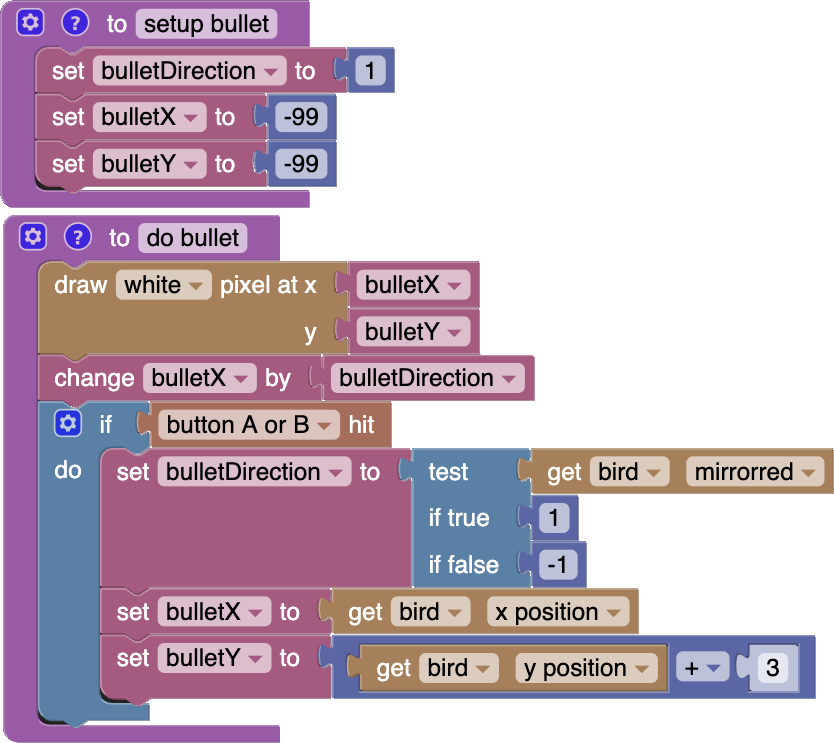 ? to setup bullet
set bulletDirection to 1
set bulletX to -99
set bulletY to -99
? to do bullet
draw white pixel at x bulletX
y bulletY
change bulletX by bulletDirection
if button A or B hit
do set bulletDirection to test get bird mirrorred
if true 1
if false -1
set bulletX to get bird x position
set bulletY to get bird y position + 3